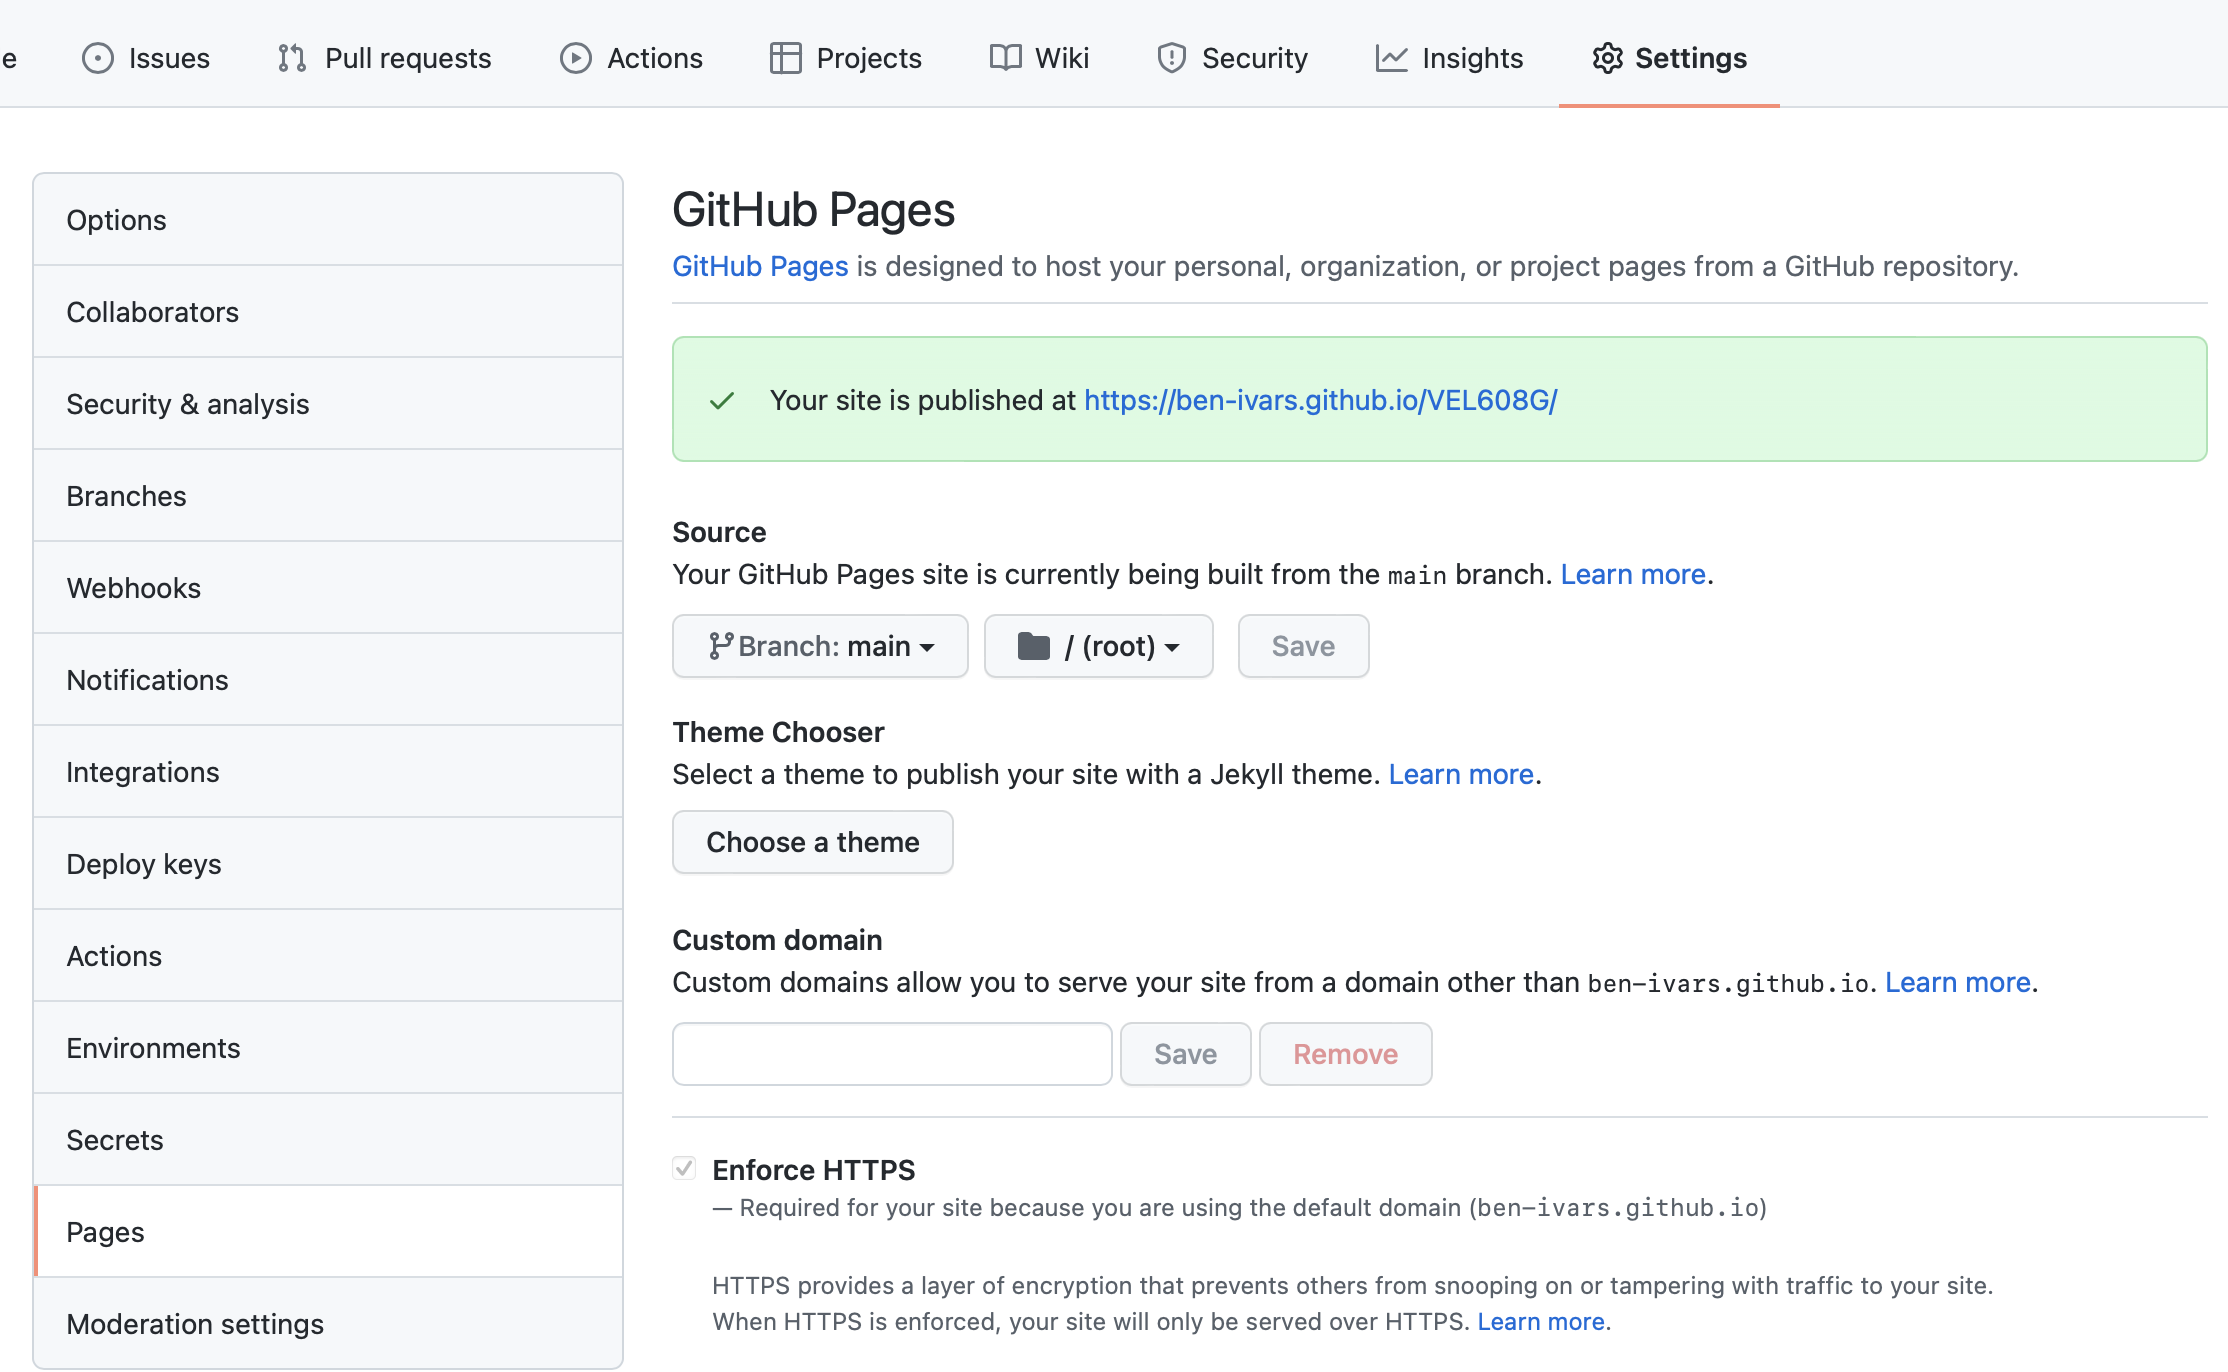 e Issues Pull requests Actions Projects Wiki Security Insights Settings
Options
Collaborators
Security & analysis
Branches
Webhooks
Notifications
Integrations
Deploy keys
Actions
Environments
Secrets
Pages
Moderation settings
GitHub Pages
GitHub Pages is designed to host your personal, organization, or project pages from a GitHub repository.
Your site is published at https://ben-ivars.github.io/VEL608G/
Source
Your GitHub Pages site is currently being built from the main branch. Learn more.
Branch: main / (root) Save
Theme Chooser
Select a theme to publish your site with a Jekyll theme. Learn more.
Choose a theme
Custom domain
Custom domains allow you to serve your site from a domain other than ben-ivars.github.io. Learn more.
Save Remove
Enforce HTTPS
— Required for your site because you are using the default domain (ben-ivars.github.io)
HTTPS provides a layer of encryption that prevents others from snooping on or tampering with traffic to your site.
When HTTPS is enforced, your site will only be served over HTTPS. Learn more.